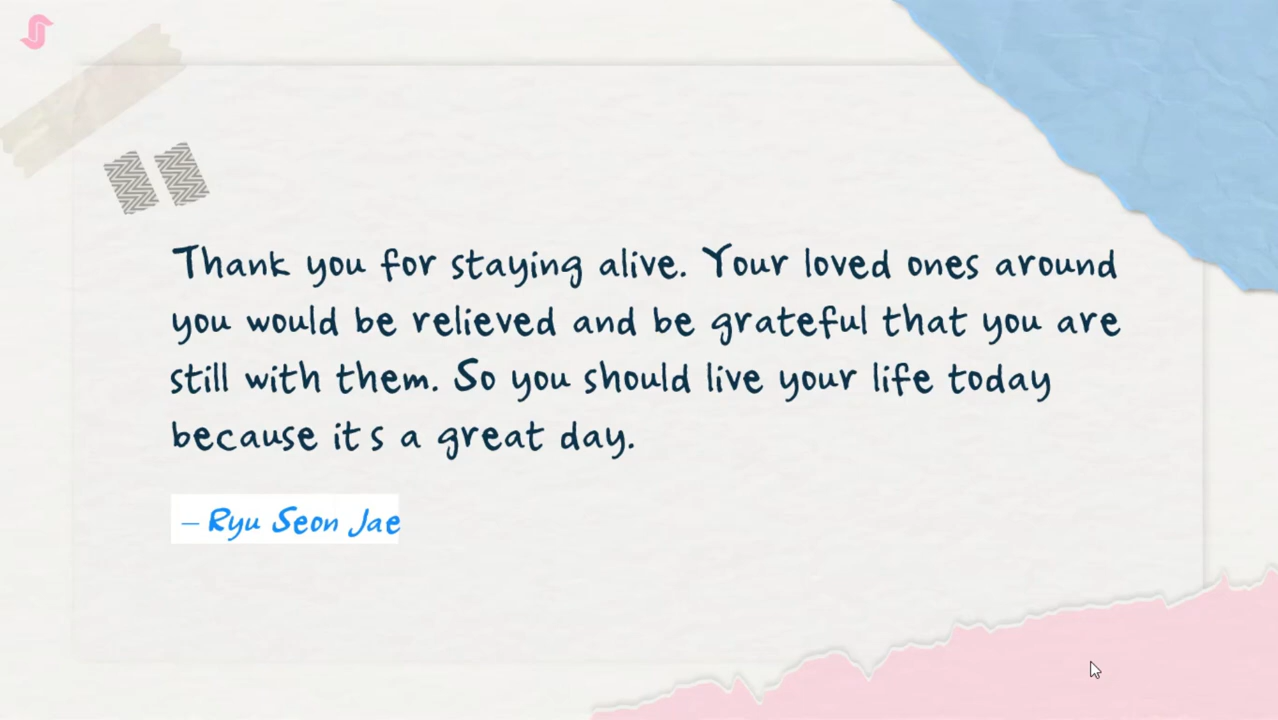 Thank you for staying alive. Your loved ones around
you would be relieved and be grateful that you are
still with them. So you should live your life today
because it s a great day.
– Ryu Seon Jae